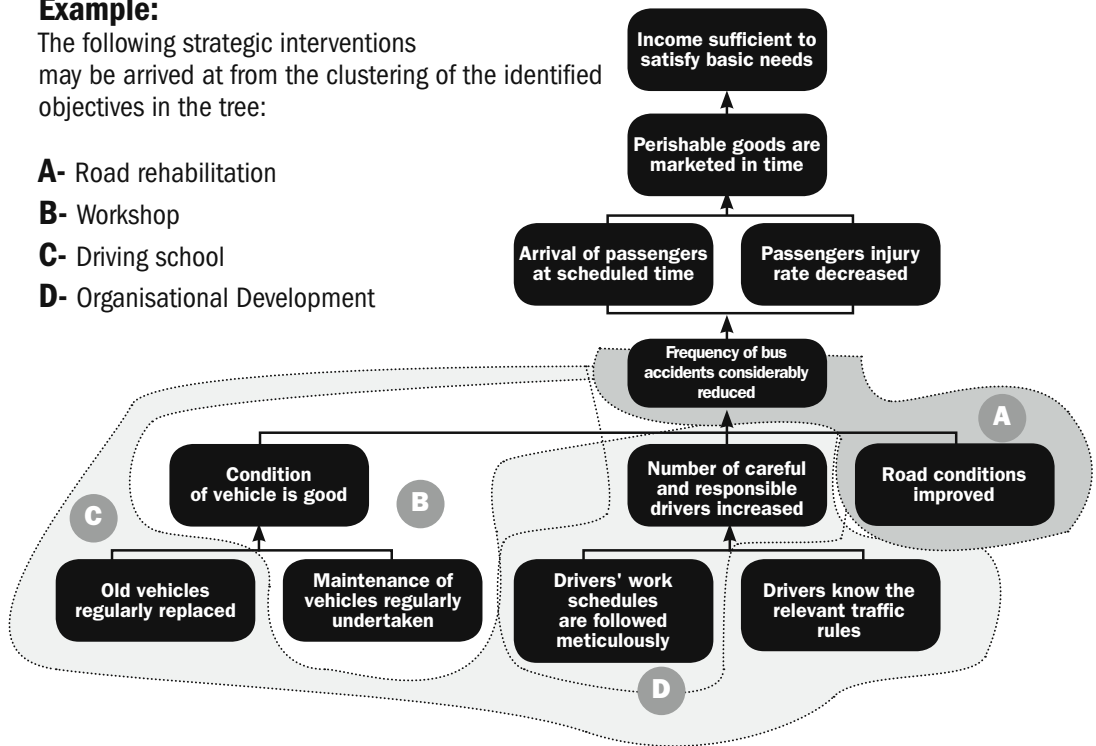 Example:
The following strategic interventions
may be arrived at from the clustering of the identified
objectives in the tree:
A- Road rehabilitation
B- Workshop
C- Driving school
D- Organisational Development
Income sufficient to
satisfy basic needs
Perishable goods are
marketed in time
Arrival of passengers
at scheduled time
Passengers injury
rate decreased
Frequency of bus
accidents considerably
reduced
A
Condition
of vehicle is good
B
Number of careful
and responsible
drivers increased
Road conditions
improved
C
Old vehicles
regularly replaced
Maintenance of
vehicles regularly
undertaken
Drivers' work
schedules
are followed
meticulously
Drivers know the
relevant traffic
rules
D